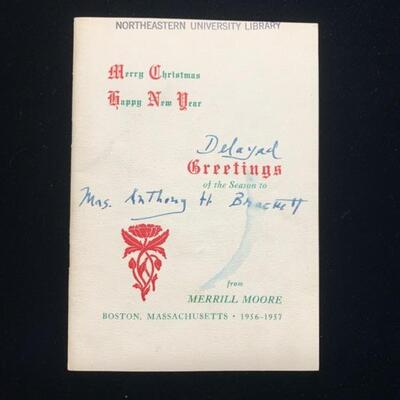 NORTHEASTERN UNIVERSITY LIBRARY
Merry Christmas
Happy New Year
Delayed
Greetings
of the Season to
Mrs. Anthony H Brackett
from
MERRILL MOORE
BOSTON, MASSACHUSETTS · 1956-1957